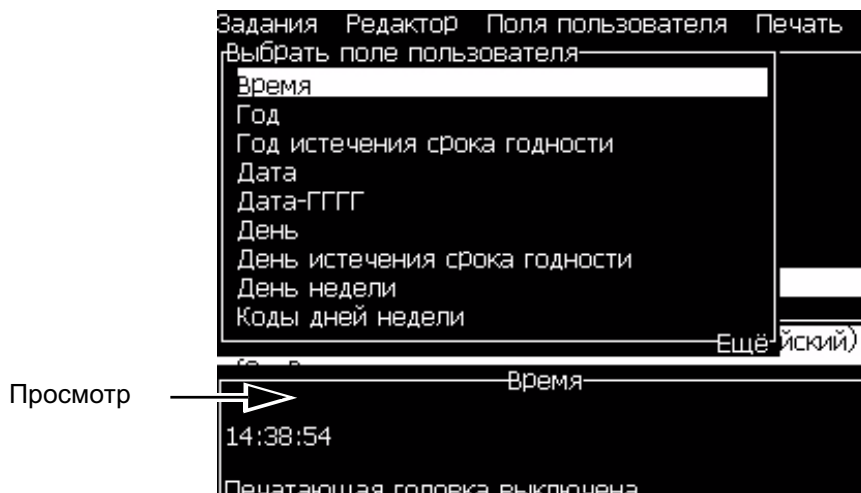 Задания Редактор Поля пользователя Печать
Выбрать поле пользователя
Время
Год
Год истечения срока годности
Дата
Дата-ГГГГ
День
День истечения срока годности
День недели
Коды дней недели
Ещё
йский)
Время
Просмотр
14:38:54
Печатающая головка выключена